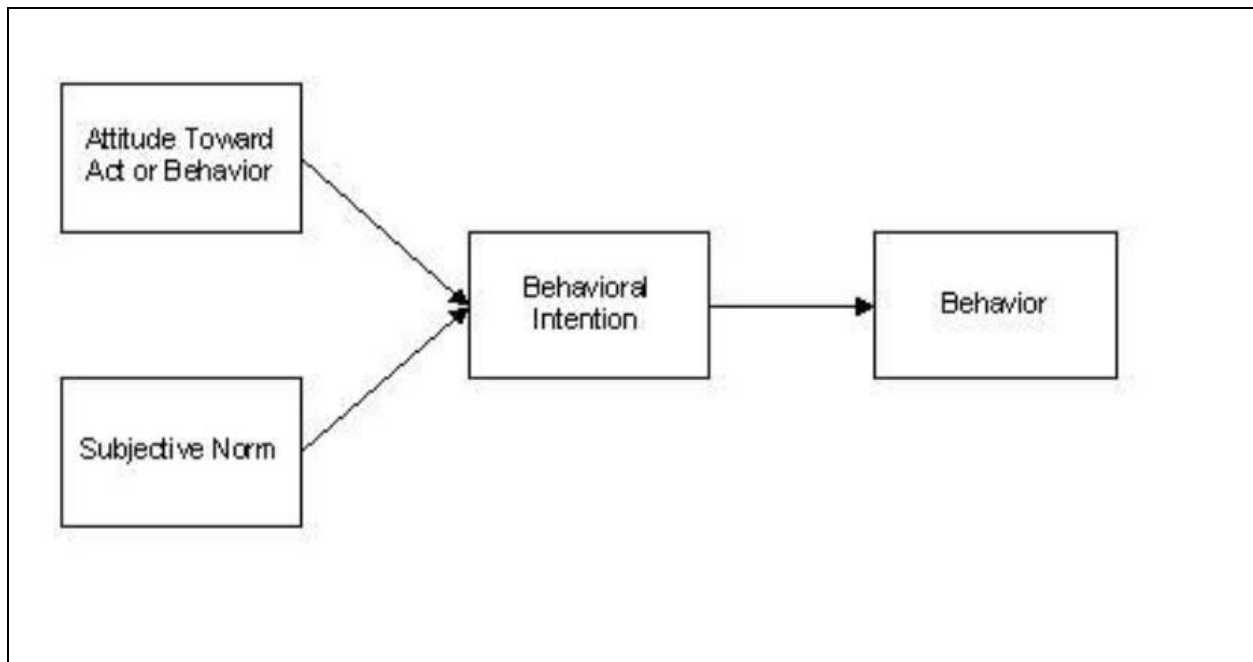 Attitude Toward
Act or Behavior
Behavioral
Intention
Behavior
Subjective Norm